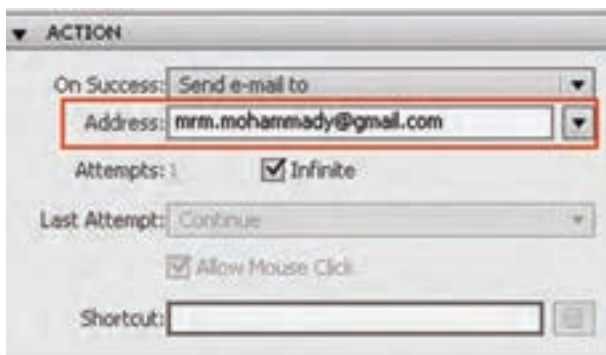 ACTION
On Success: Send e-mail to
Address: mrm.mohammady@gmail.com
Attempts: 1 Infinite
Last Attempt: Continue
Allow Mouse Click
Shortcut: